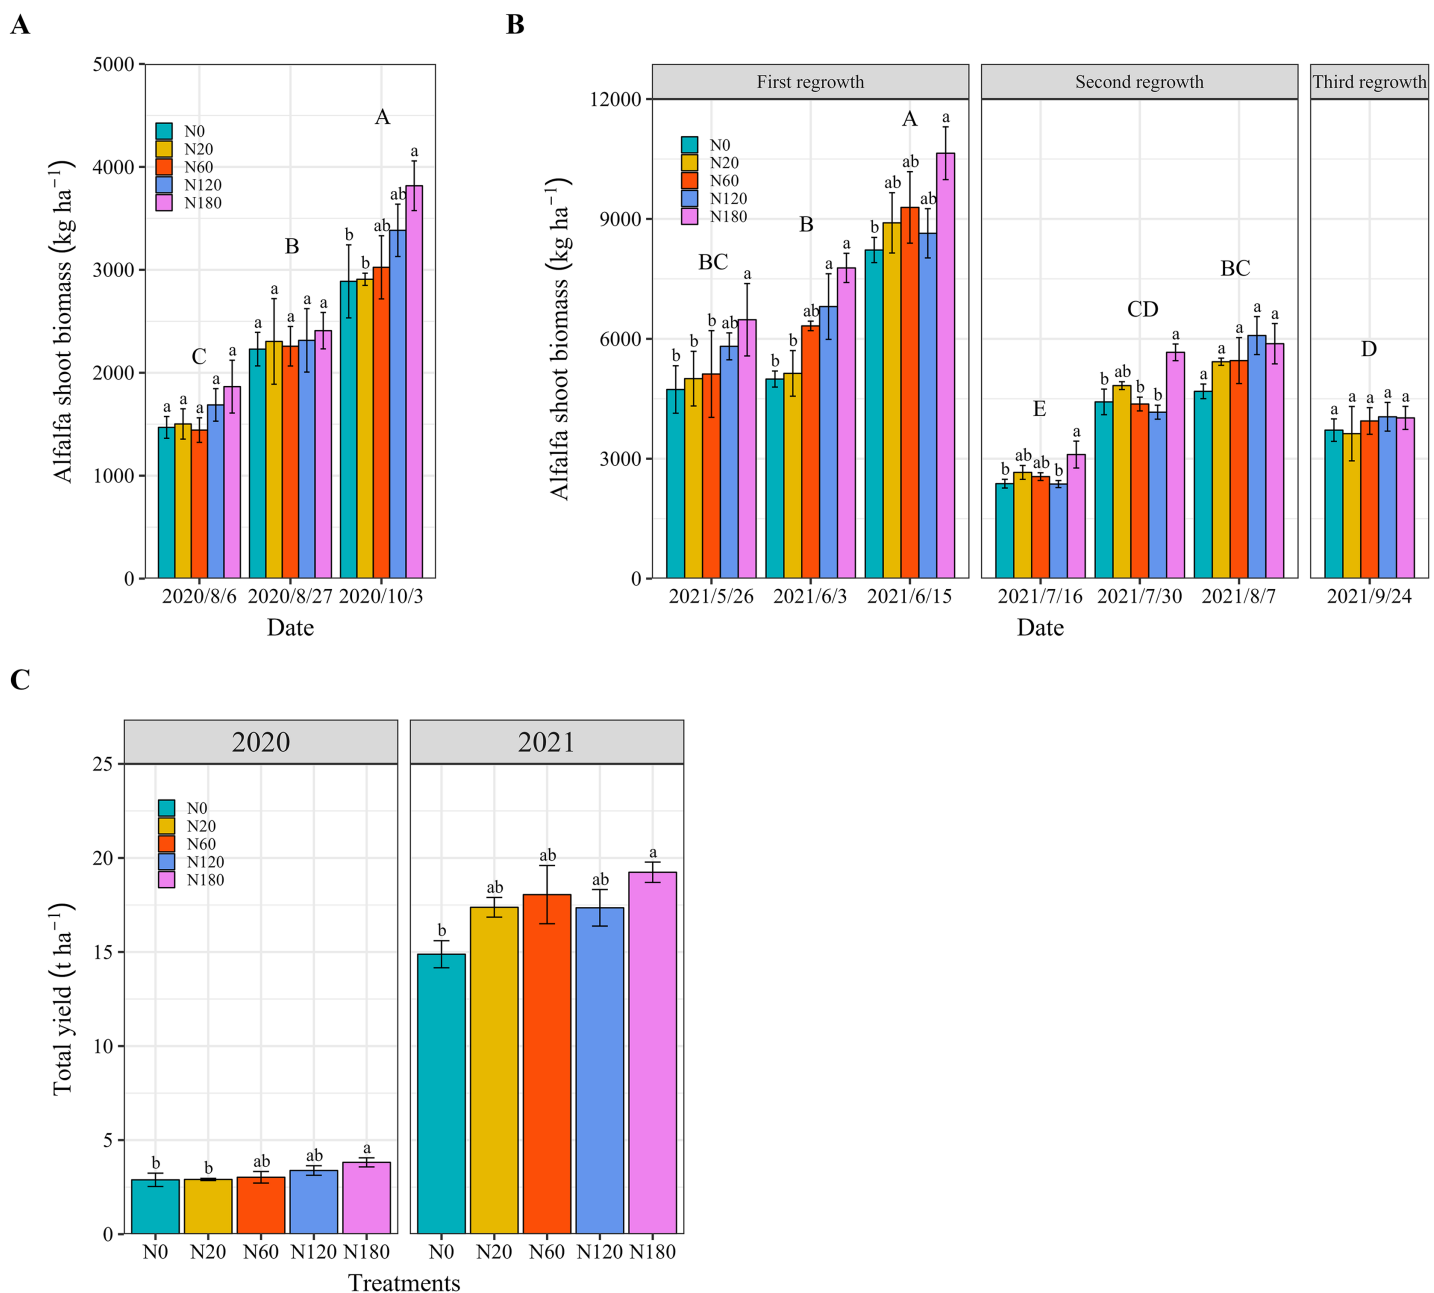 A
Alfalfa shoot biomass (kg ha⁻¹)
5000
4000
3000
2000
1000
0
N0
N20
N60
N120
N180
C
a a a a a
B
a a a a a
A
b b ab ab a
2020/8/6 2020/8/27 2020/10/3
Date
B
Alfalfa shoot biomass (kg ha⁻¹)
12000
9000
6000
3000
0
First regrowth
N0
N20
N60
N120
N180
BC
b b b ab a
B
b b ab a a
A
b ab ab ab a
2021/5/26 2021/6/3 2021/6/15
Second regrowth
E
b ab ab b a
CD
b ab b b a
BC
a a a a a
2021/7/16 2021/7/30 2021/8/7
Third regrowth
D
a a a a a
2021/9/24
Date
C
Total yield (t ha⁻¹)
25
20
15
10
5
0
2020
N0
N20
N60
N120
N180
b b ab ab a
N0 N20 N60 N120 N180
2021
b ab ab ab a
N0 N20 N60 N120 N180
Treatments